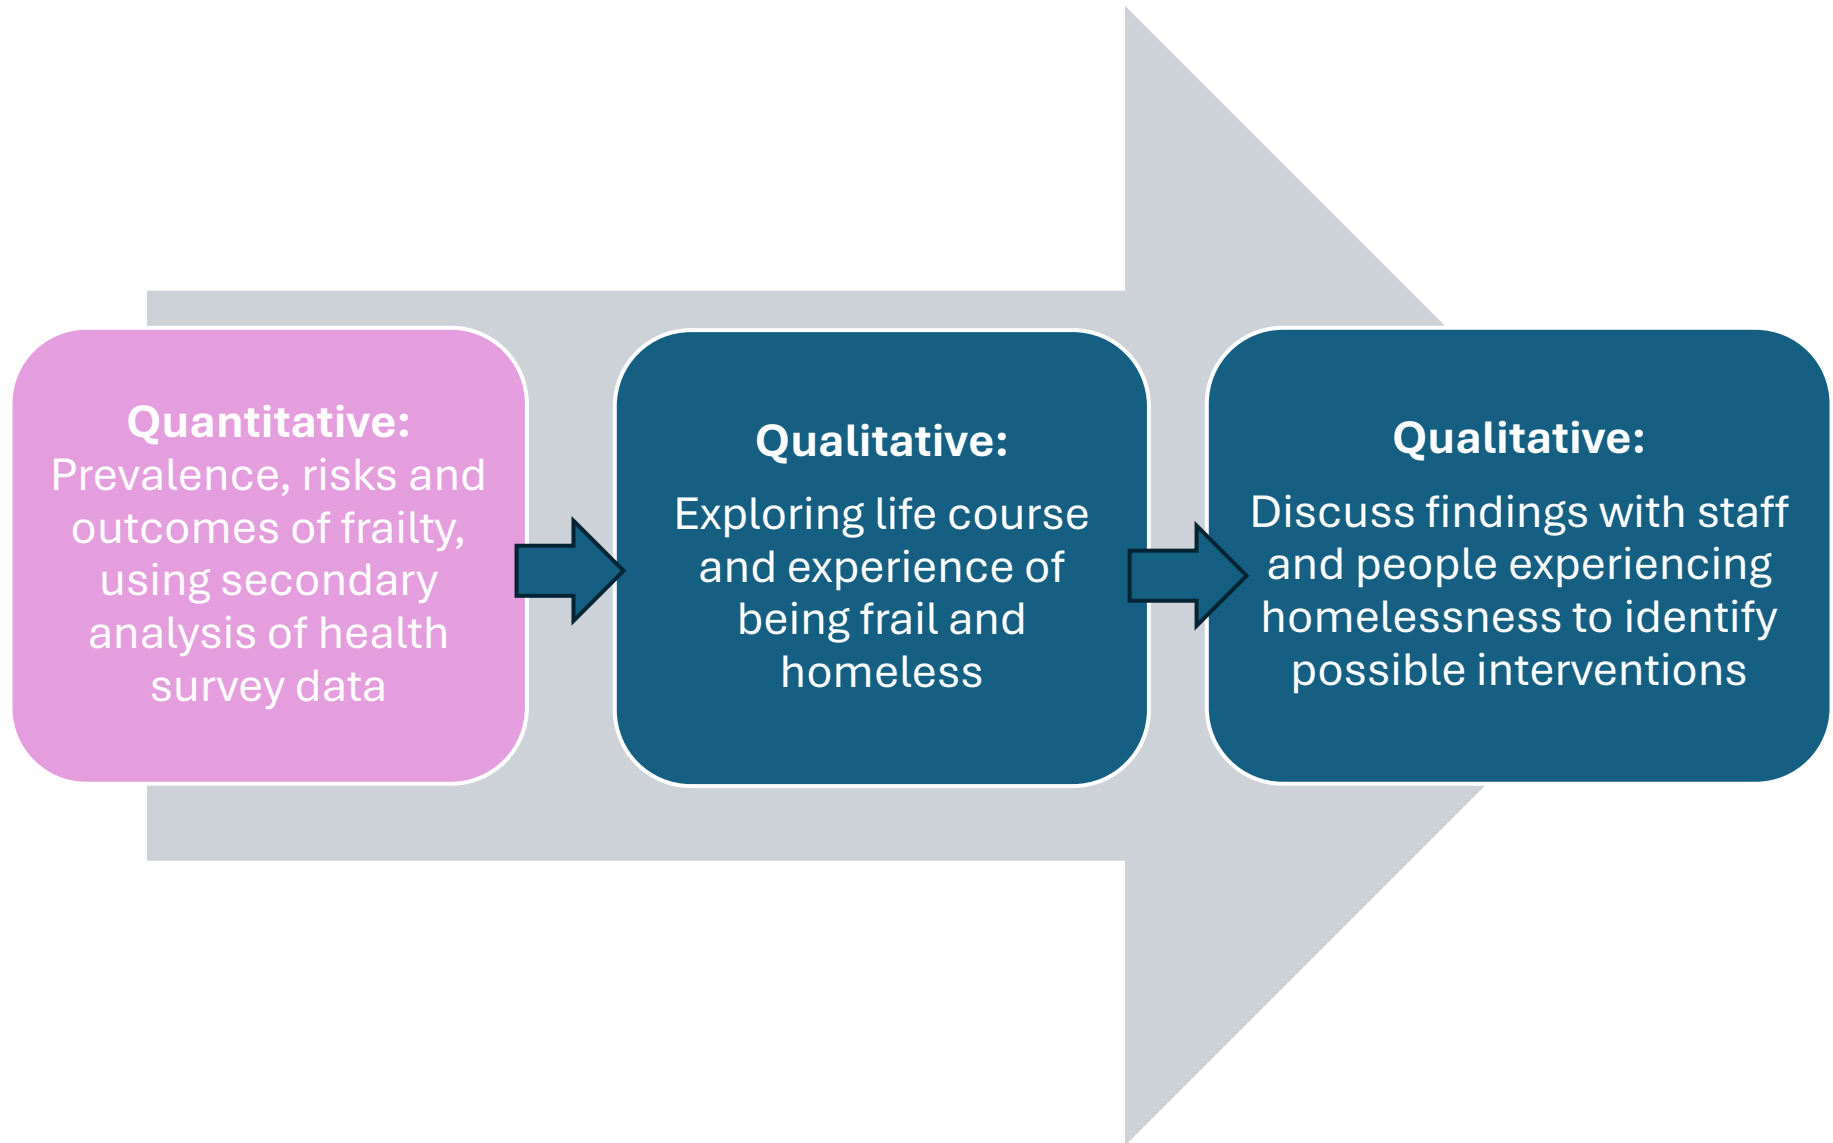 Quantitative:
Prevalence, risks and
outcomes of frailty,
using secondary
analysis of health
survey data
Qualitative:
Exploring life course
and experience of
being frail and
homeless
Qualitative:
Discuss findings with staff
and people experiencing
homelessness to identify
possible interventions